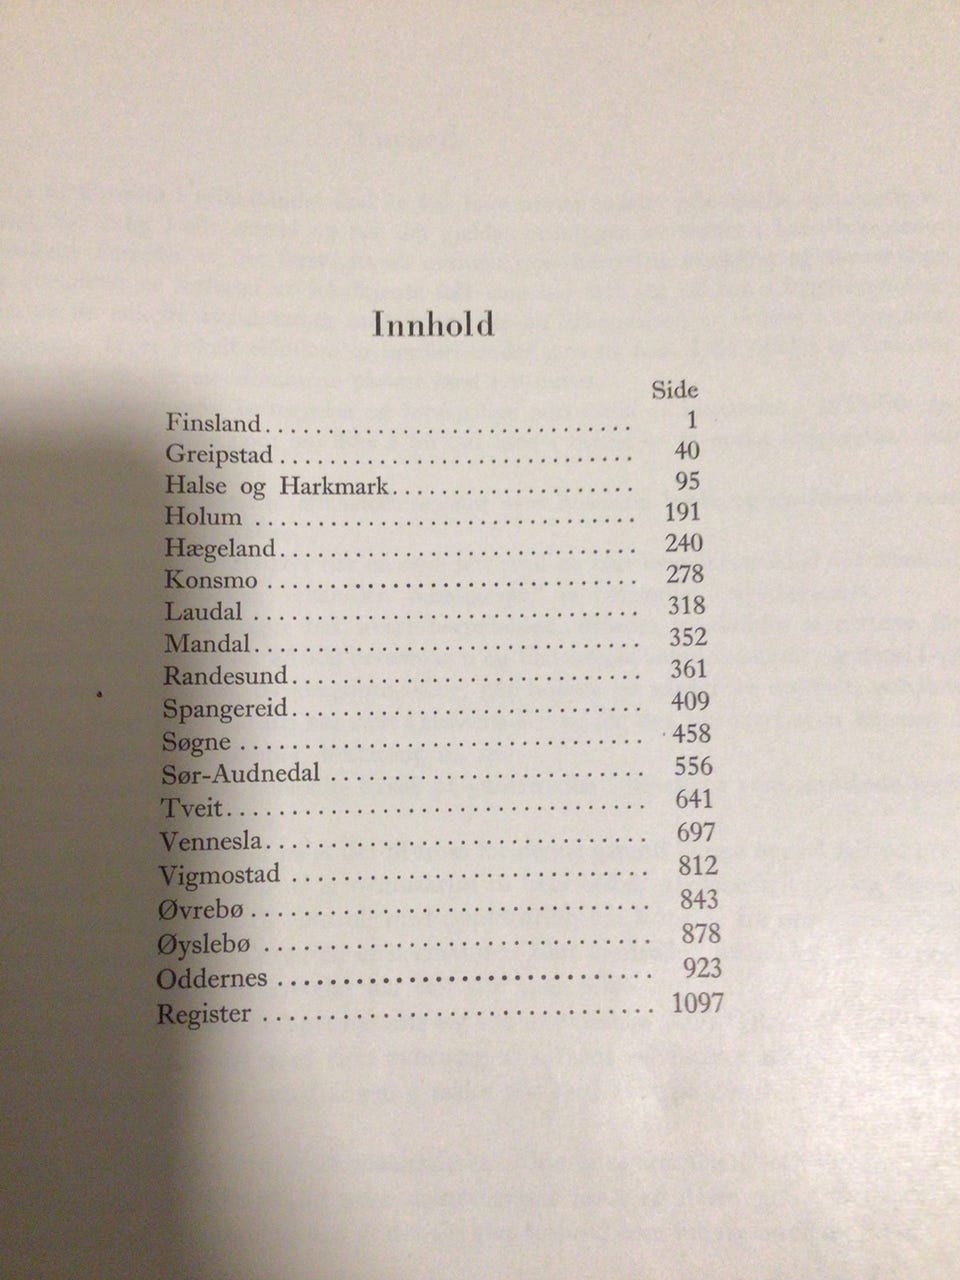 Innhold
Side
Finsland.............................. 1
Greipstad............................. 40
Halse og Harkmark.................... 95
Holum ............................... 191
Hægeland............................. 240
Konsmo .............................. 278
Laudal ............................... 318
Mandal............................... 352
Randesund............................ 361
Spangereid............................ 409
Søgne ................................ 458
Sør-Audnedal ......................... 556
Tveit................................. 641
Vennesla.............................. 697
Vigmostad ............................ 812
Øvrebø................................ 843
Øyslebø ............................... 878
Oddernes .............................. 923
Register ............................... 1097